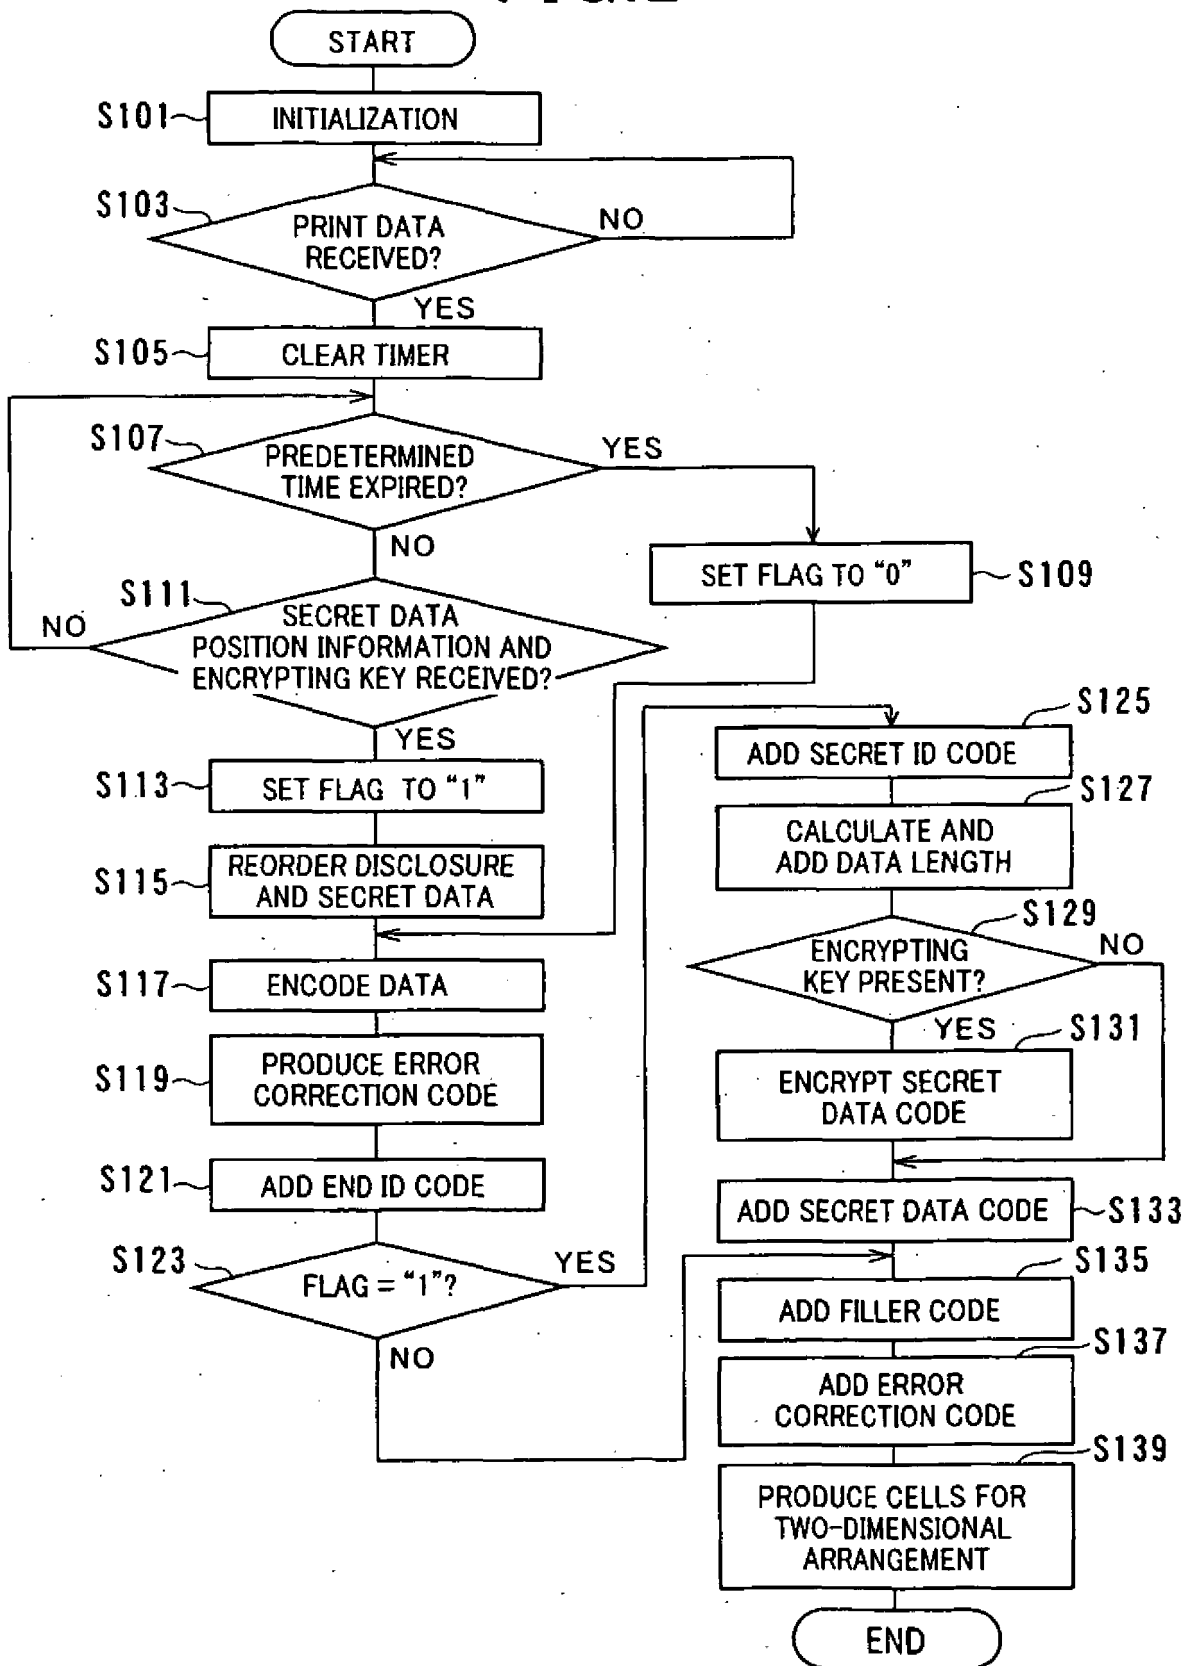 START
S101
INITIALIZATION
S103
PRINT DATA
RECEIVED?
NO
YES
S105
CLEAR TIMER
S107
PREDETERMINED
TIME EXPIRED?
YES
NO
SET FLAG TO “0”
S109
S111
SECRET DATA
POSITION INFORMATION AND
ENCRYPTING KEY RECEIVED?
NO
YES
S113
SET FLAG TO “1”
S115
REORDER DISCLOSURE
AND SECRET DATA
S117
ENCODE DATA
S119
PRODUCE ERROR
CORRECTION CODE
S121
ADD END ID CODE
S123
FLAG = “1”?
YES
NO
S125
ADD SECRET ID CODE
S127
CALCULATE AND
ADD DATA LENGTH
S129
ENCRYPTING
KEY PRESENT?
NO
YES
S131
ENCRYPT SECRET
DATA CODE
ADD SECRET DATA CODE
S133
S135
ADD FILLER CODE
S137
ADD ERROR
CORRECTION CODE
S139
PRODUCE CELLS FOR
TWO-DIMENSIONAL
ARRANGEMENT
END